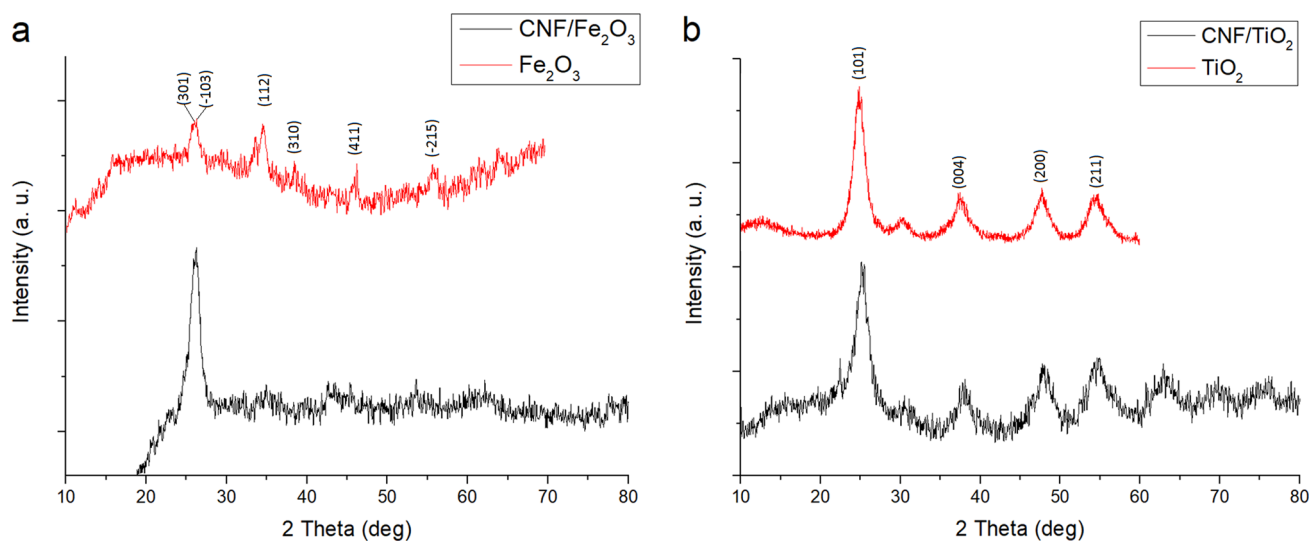 a
CNF/Fe₂O₃
Fe₂O₃
(301)
(-103)
(112)
(310)
(411)
(-215)
Intensity (a. u.)
10 20 30 40 50 60 70 80
2 Theta (deg)
b
CNF/TiO₂
TiO₂
(101)
(004)
(200)
(211)
Intensity (a. u.)
10 20 30 40 50 60 70 80
2 Theta (deg)